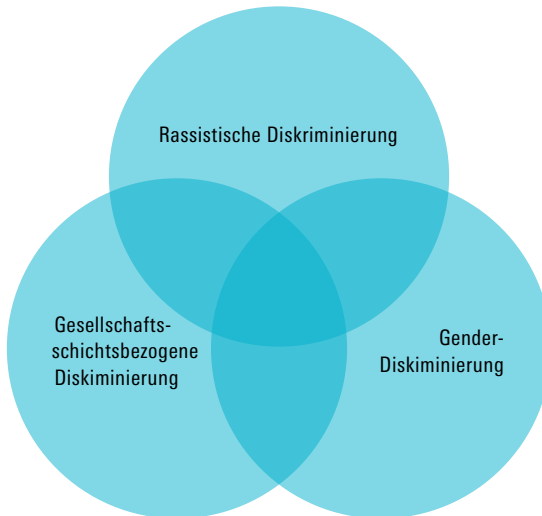 Rassistische Diskriminierung
Gesellschafts-
schichtsbezogene
Diskiminierung
Gender-
Diskiminierung